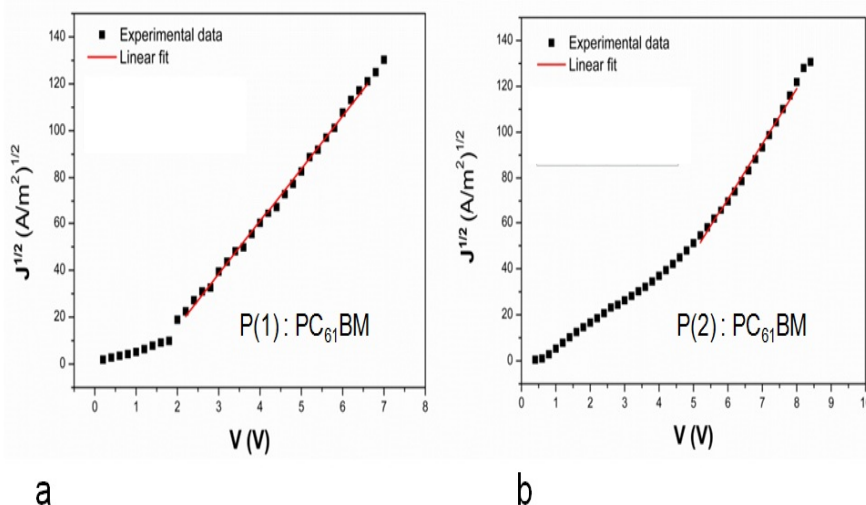 140
120
100
80
60
40
20
0
J1/2 (A/m2)1/2
Experimental data
Linear fit
P(1) : PC61BM
0 1 2 3 4 5 6 7 8
V (V)
a
140
120
100
80
60
40
20
0
J1/2 (A/m2)1/2
Experimental data
Linear fit
P(2) : PC61BM
0 1 2 3 4 5 6 7 8 9 10
V (V)
b